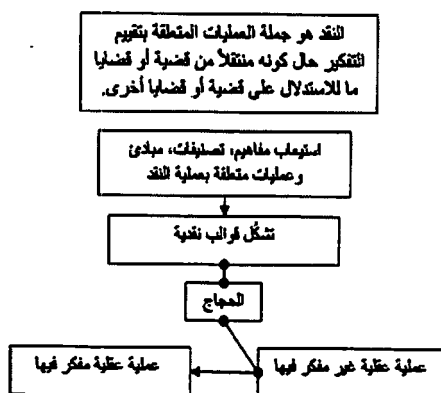 النقد هو جملة العمليات المتعلقة بتقييم
التفكير حال كونه منتقلاً من قضية أو قضايا
ما للاستدلال على قضية أو قضايا أخرى.
استيعاب مفاهيم، تصنيفات، مبادئ
وعمليات متعلقة بعملية النقد
تشكُّل قوالب نقدية
الحجاج
عملية عقلية غير مفكر فيها
عملية عقلية مفكر فيها